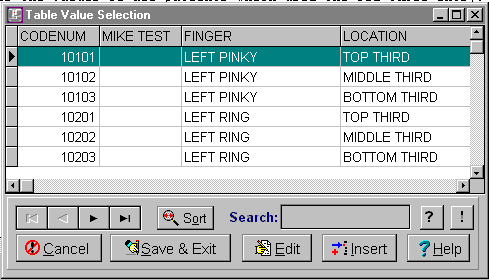 Table Value Selection
CODENUM MIKE TEST FINGER LOCATION
10101 LEFT PINKY TOP THIRD
10102 LEFT PINKY MIDDLE THIRD
10103 LEFT PINKY BOTTOM THIRD
10201 LEFT RING TOP THIRD
10202 LEFT RING MIDDLE THIRD
10203 LEFT RING BOTTOM THIRD
Sort Search: ? !
Cancel Save & Exit Edit Insert ? Help